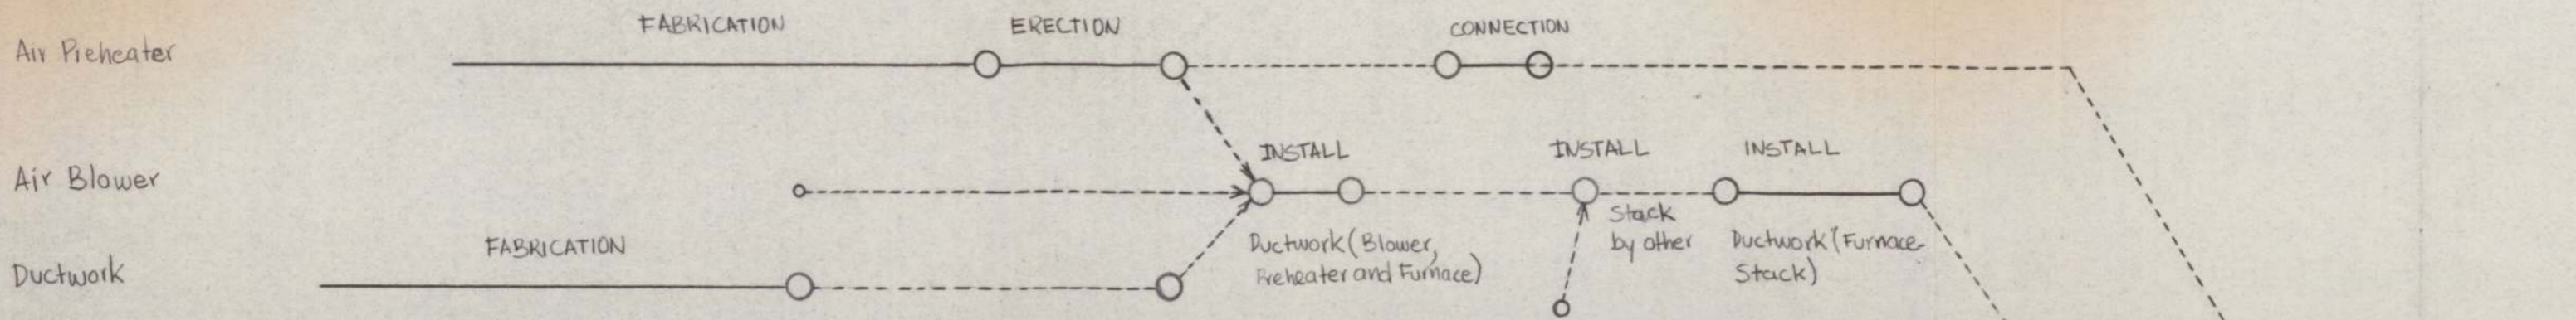 FABRICATION ERECTION CONNECTION
Air Preheater
INSTALL INSTALL INSTALL
Air Blower
Stack
by other
FABRICATION
Ductwork (Blower,
Preheater and Furnace)
Ductwork (Furnace-
Stack)
Ductwork